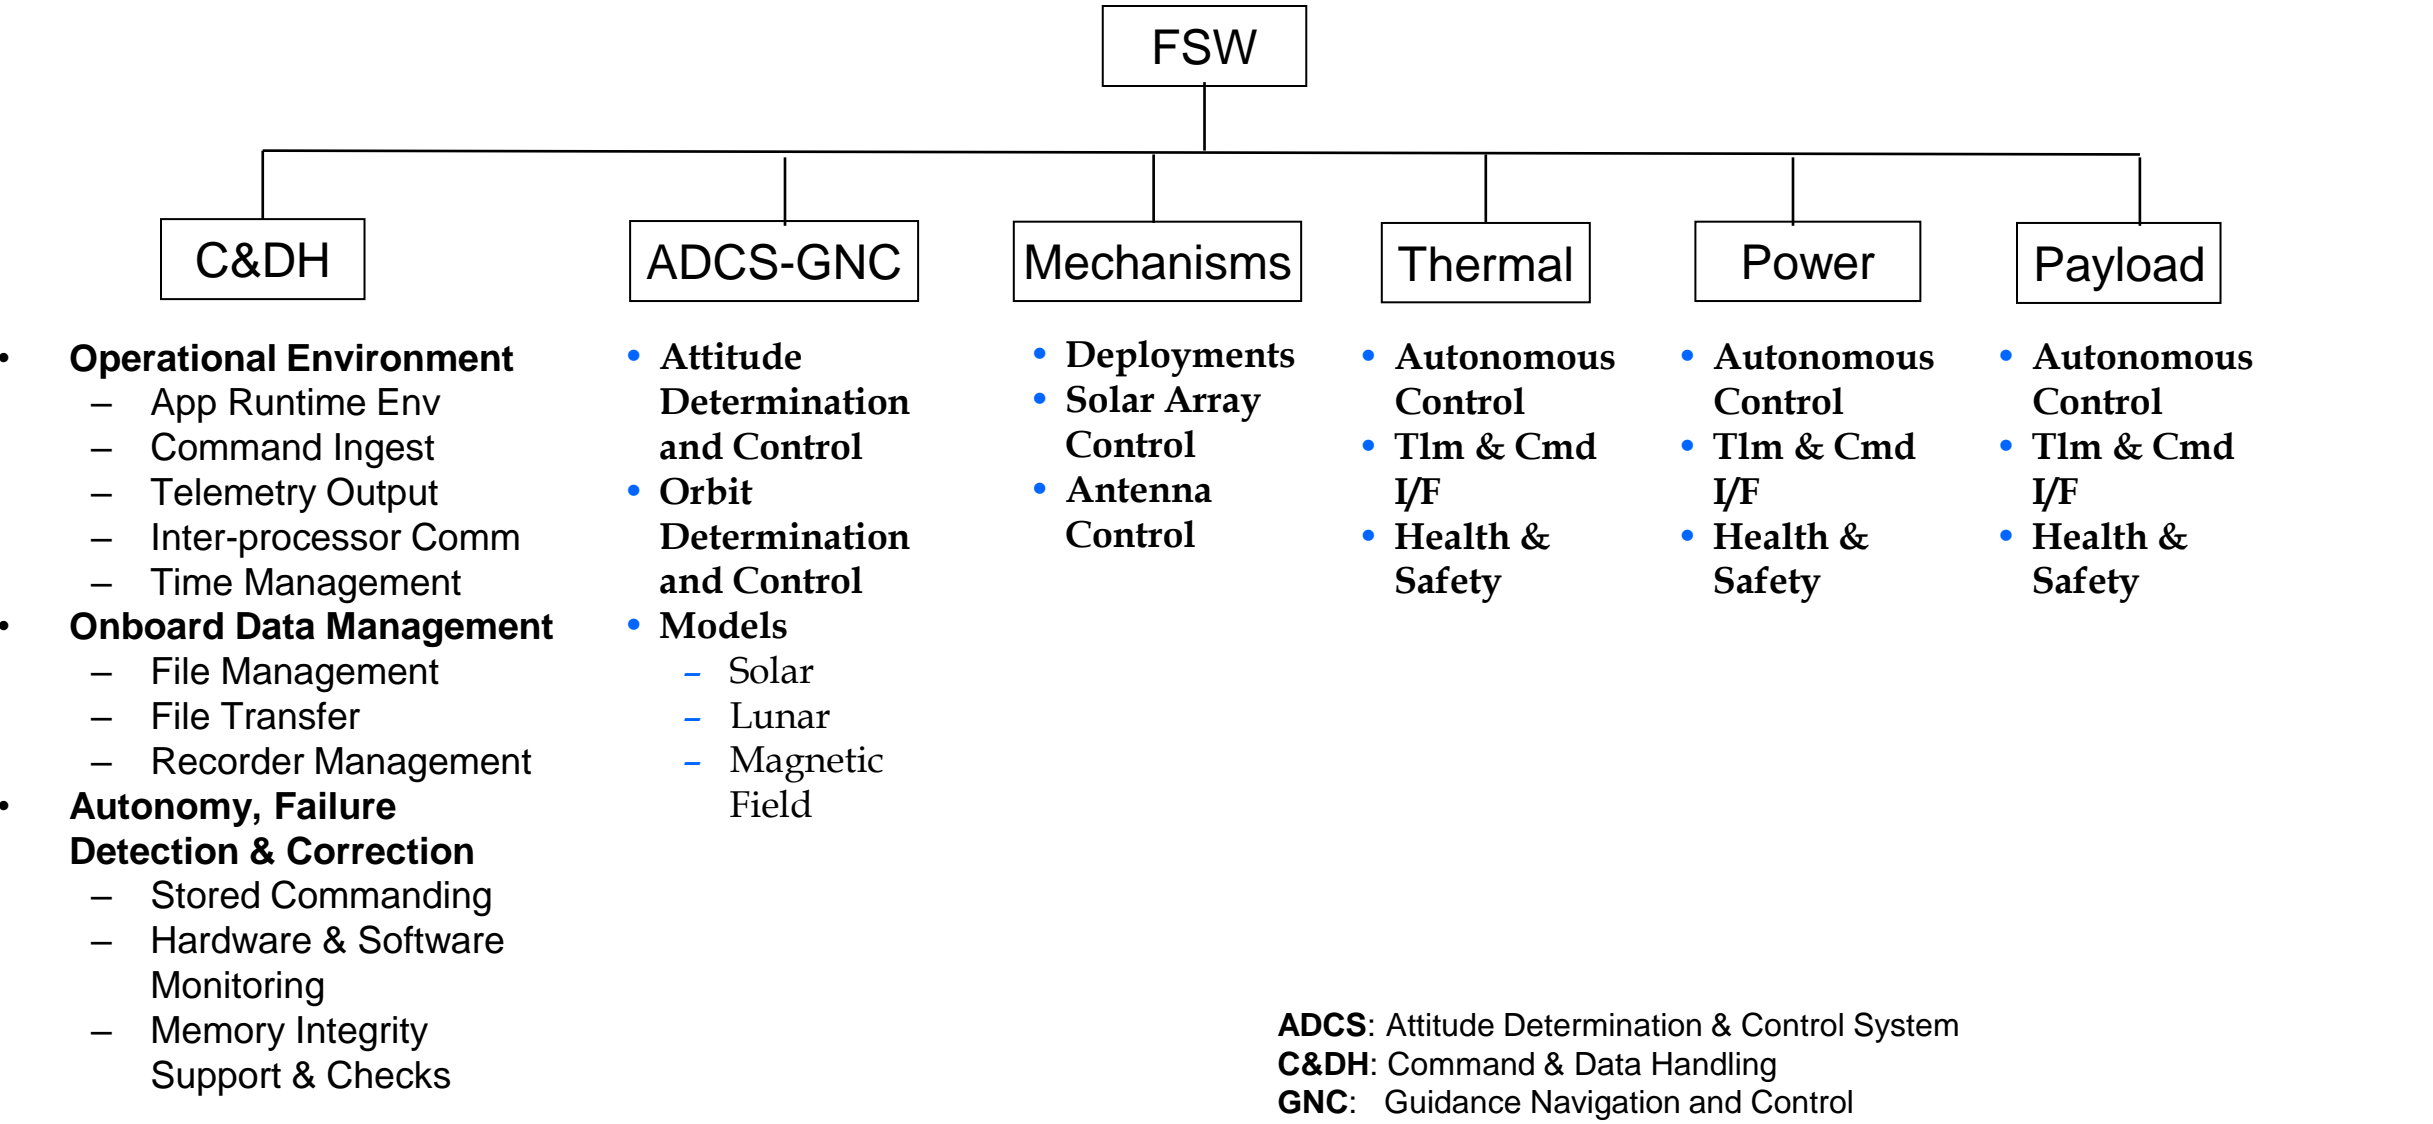 FSW
C&DH
ADCS-GNC
Mechanisms
Thermal
Power
Payload
• Operational Environment
– App Runtime Env
– Command Ingest
– Telemetry Output
– Inter-processor Comm
– Time Management
• Onboard Data Management
– File Management
– File Transfer
– Recorder Management
• Autonomy, Failure
Detection & Correction
– Stored Commanding
– Hardware & Software
Monitoring
– Memory Integrity
Support & Checks
• Attitude
Determination
and Control
• Orbit
Determination
and Control
• Models
– Solar
– Lunar
– Magnetic
Field
• Deployments
• Solar Array
Control
• Antenna
Control
• Autonomous
Control
• Tlm & Cmd
I/F
• Health &
Safety
• Autonomous
Control
• Tlm & Cmd
I/F
• Health &
Safety
• Autonomous
Control
• Tlm & Cmd
I/F
• Health &
Safety
ADCS: Attitude Determination & Control System
C&DH: Command & Data Handling
GNC: Guidance Navigation and Control